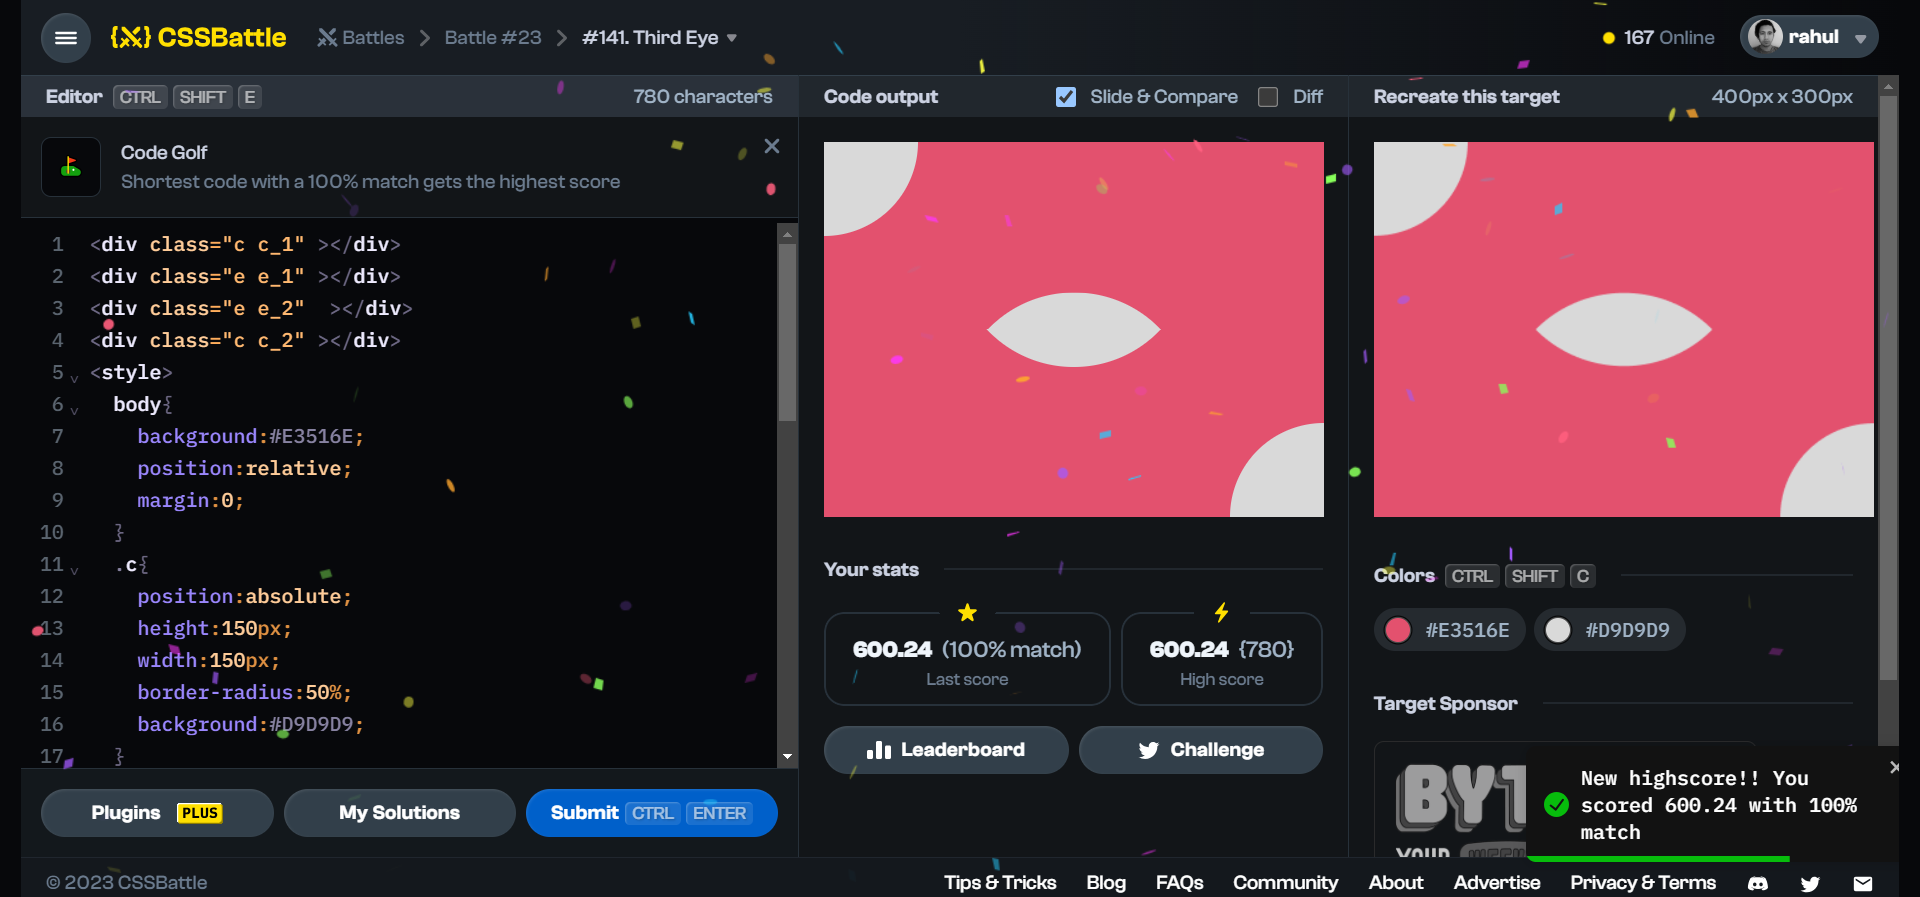 CSSBattle
Battles
Battle #23
#141. Third Eye
167 Online
rahul
Editor CTRL SHIFT E
780 characters
Code output
Slide & Compare
Diff
Recreate this target
400px x 300px
Code Golf
Shortest code with a 100% match gets the highest score
1 <div class="c c_1" ></div>
2 <div class="e e_1" ></div>
3 <div class="e e_2"  ></div>
4 <div class="c c_2" ></div>
5 <style>
6 body{
7 background:#E3516E;
8 position:relative;
9 margin:0;
10 }
11 .c{
12 position:absolute;
13 height:150px;
14 width:150px;
15 border-radius:50%;
16 background:#D9D9D9;
17 }
Plugins PLUS
My Solutions
Submit CTRL ENTER
Your stats
600.24 (100% match)
Last score
600.24 {780}
High score
Leaderboard
Challenge
Colors CTRL SHIFT C
#E3516E
#D9D9D9
Target Sponsor
New highscore!! You
scored 600.24 with 100%
match
© 2023 CSSBattle
Tips & Tricks
Blog
FAQs
Community
About
Advertise
Privacy & Terms